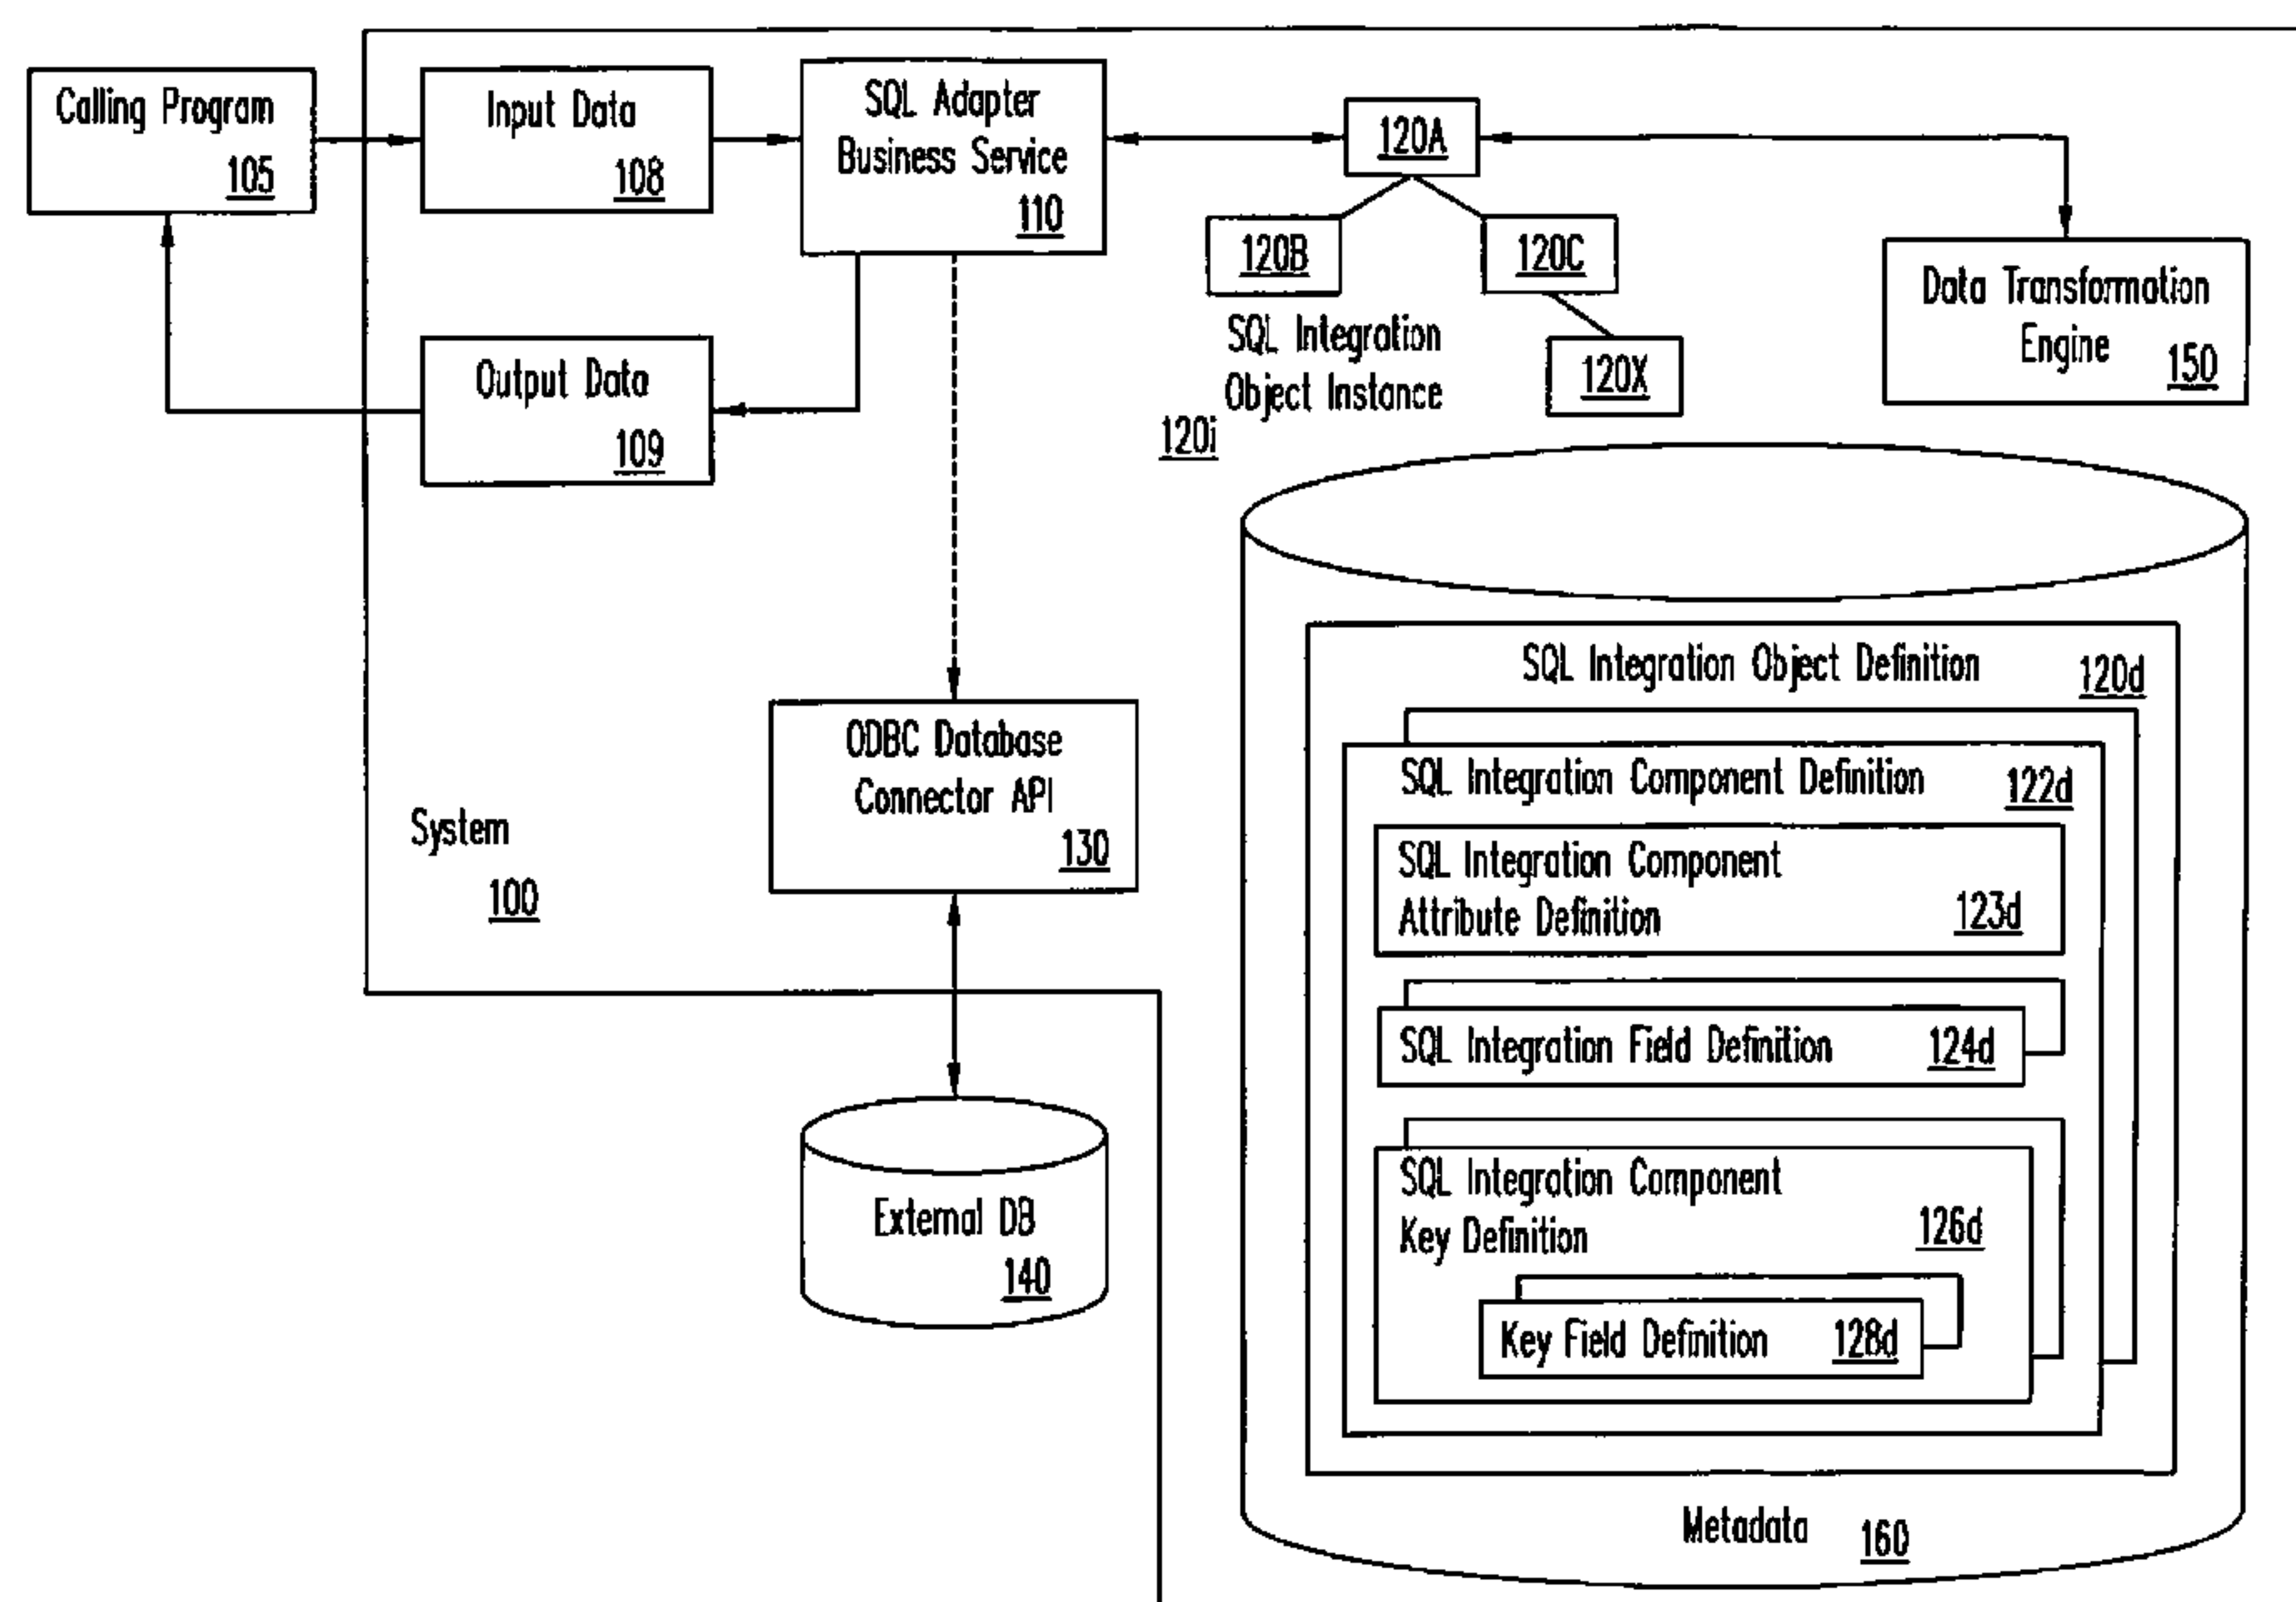 Calling Program
105
Input Data
108
SQL Adapter
Business Service
110
120A
120B
120C
120X
SQL Integration
Object Instance
120i
Data Transformation
Engine
150
Output Data
109
ODBC Database
Connector API
130
System
100
External DB
140
SQL Integration Object Definition
120d
SQL Integration Component Definition
122d
SQL Integration Component
Attribute Definition
123d
SQL Integration Field Definition
124d
SQL Integration Component
Key Definition
126d
Key Field Definition
128d
Metadata
160